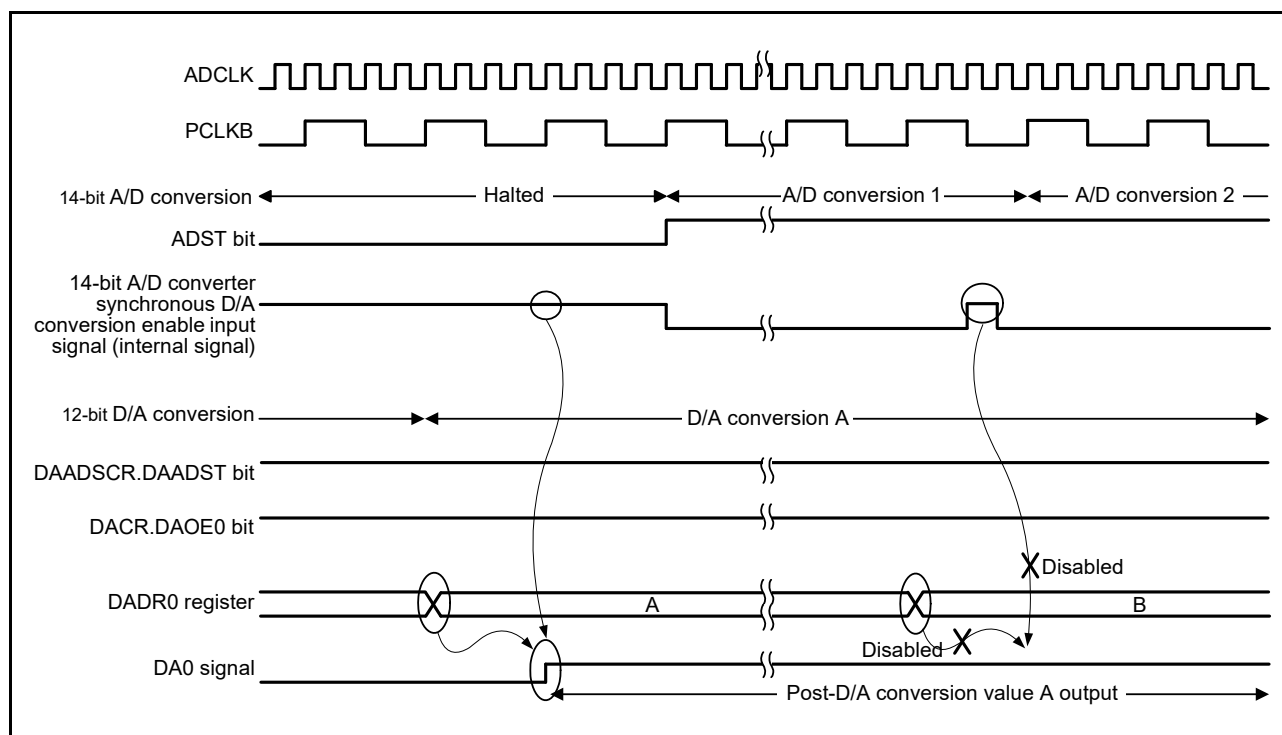 ADCLK
PCLKB
14-bit A/D conversion
Halted
A/D conversion 1
A/D conversion 2
ADST bit
14-bit A/D converter
synchronous D/A
conversion enable input
signal (internal signal)
12-bit D/A conversion
D/A conversion A
DAADSCR.DAADST bit
DACR.DAOE0 bit
Disabled
DADR0 register
A
B
Disabled
DA0 signal
Post-D/A conversion value A output